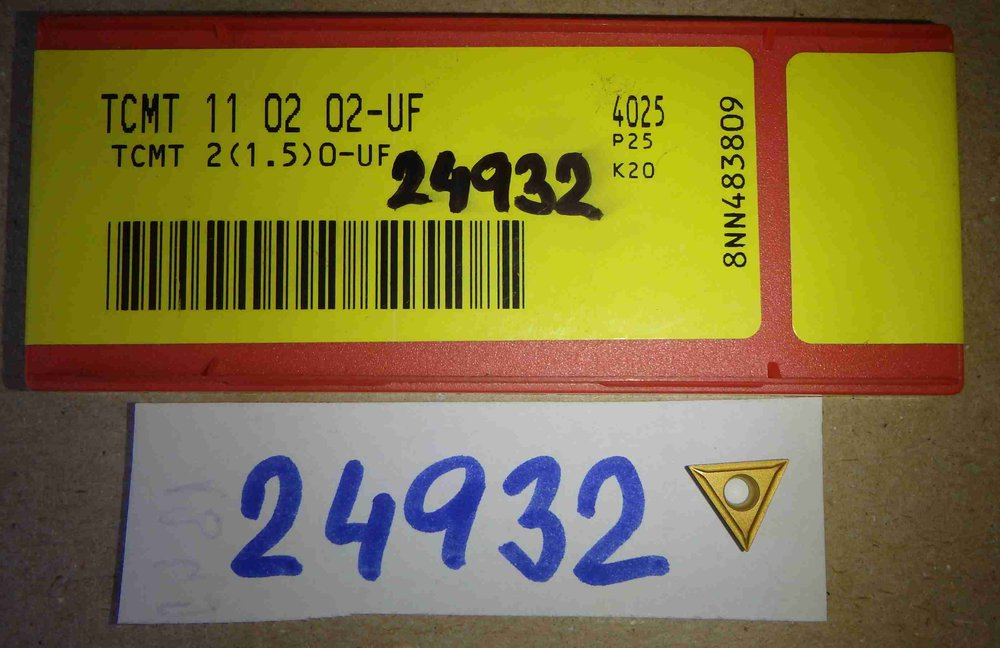 TCMT 11 02 02-UF
TCMT 2(1.5)0-UF
24932
4025
P25
K20
8NN483809
24932